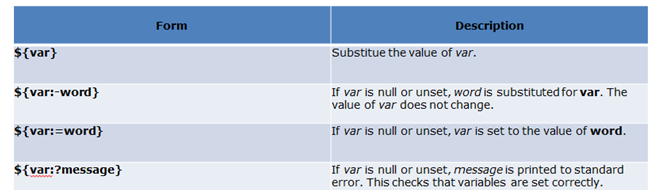 Form Description
${var} Substitue the value of var.
${var:-word} If var is null or unset, word is substituted for var. The
value of var does not change.
${var:=word} If var is null or unset, var is set to the value of word.
${var:?message} If var is null or unset, message is printed to standard
error. This checks that variables are set correctly.